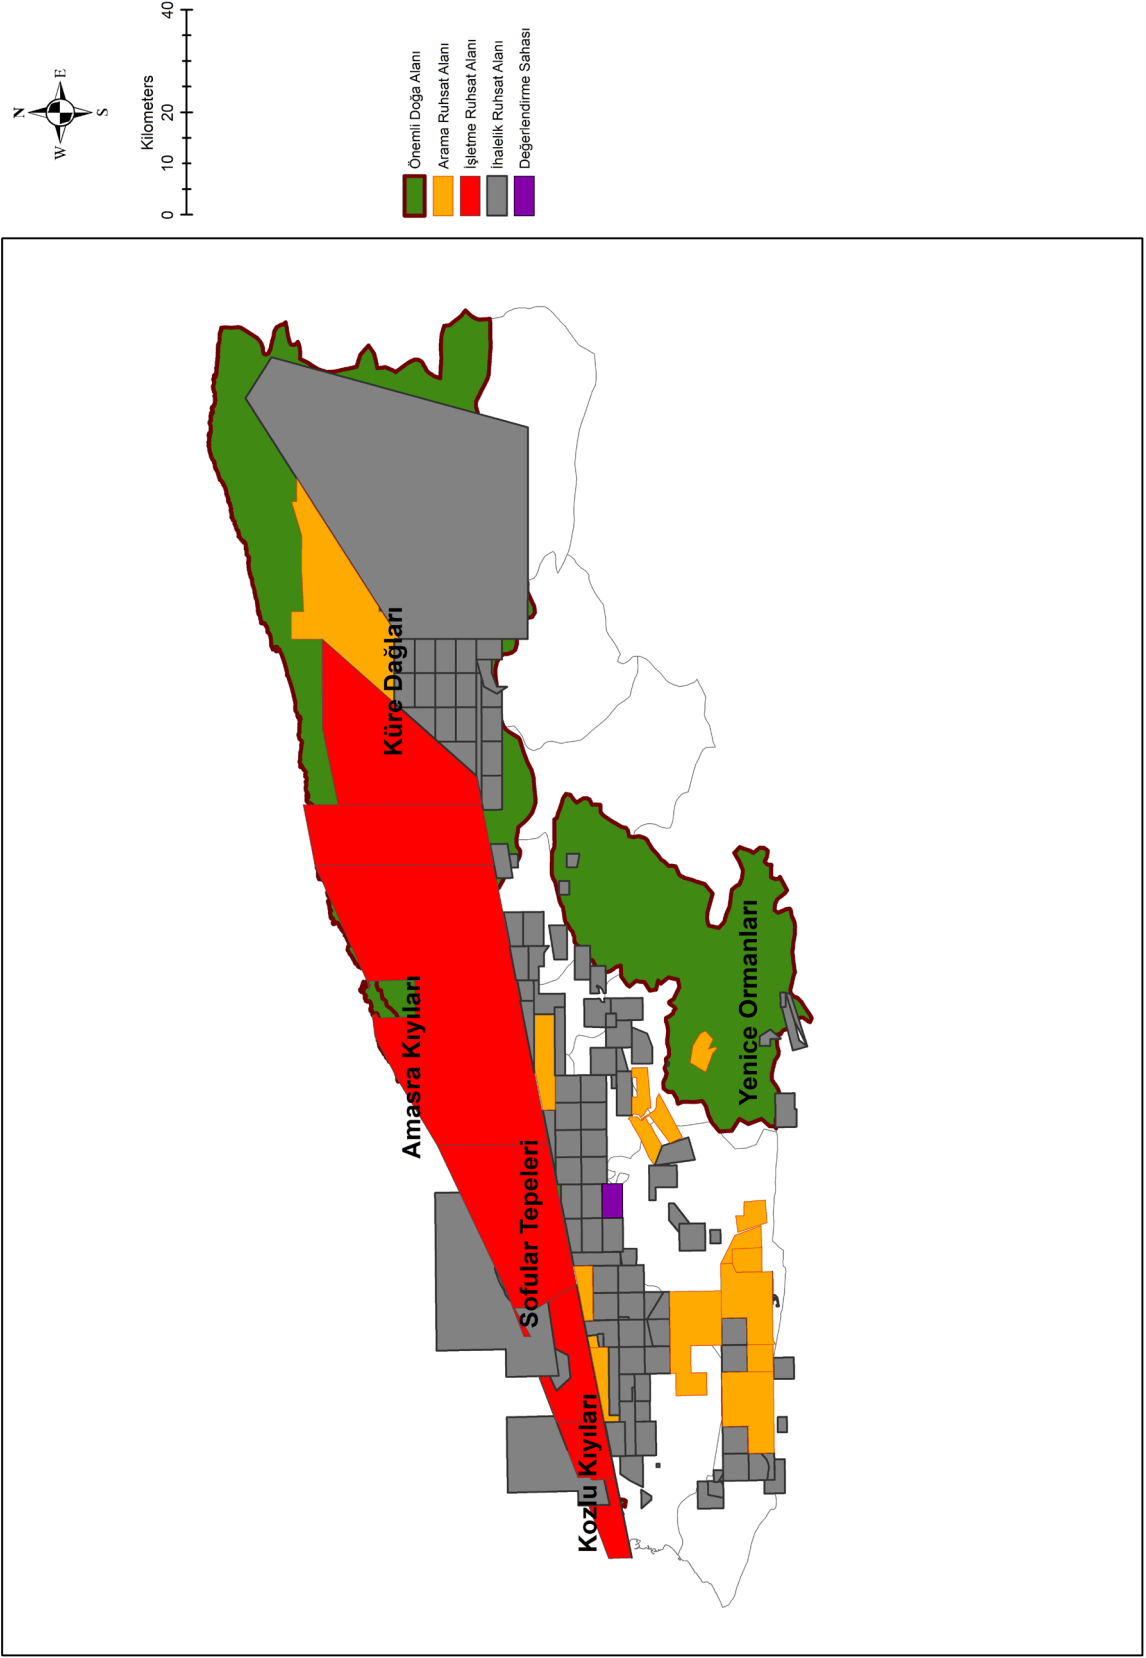 N
W E
S
Kilometers
0 10 20 40
Önemli Doğa Alanı
Arama Ruhsat Alanı
İşletme Ruhsat Alanı
İhalelik Ruhsat Alanı
Değerlendirme Sahası
Küre Dağları
Amasra Kıyıları
Sofular Tepeleri
Kozlu Kıyıları
Yenice Ormanları